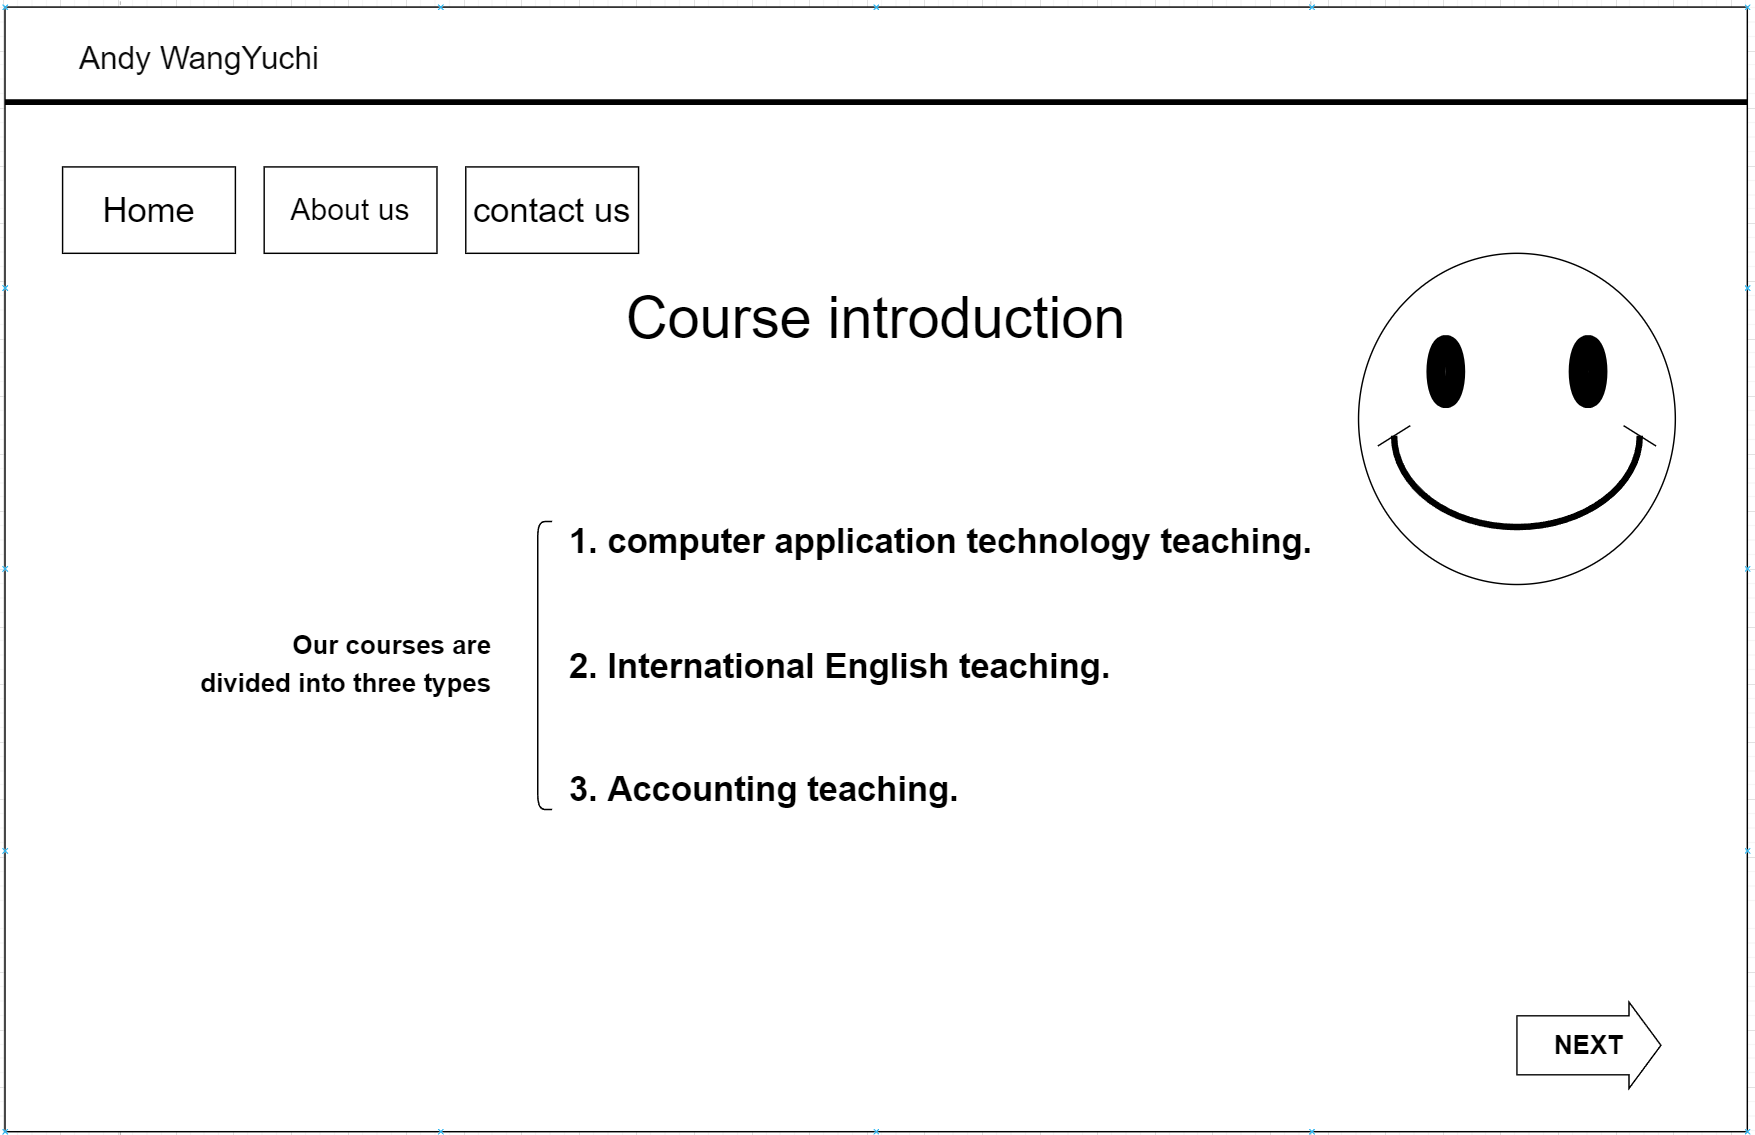 Andy WangYuchi
Home
About us
contact us
Course introduction
Our courses are
divided into three types
1. computer application technology teaching.
2. International English teaching.
3. Accounting teaching.
NEXT